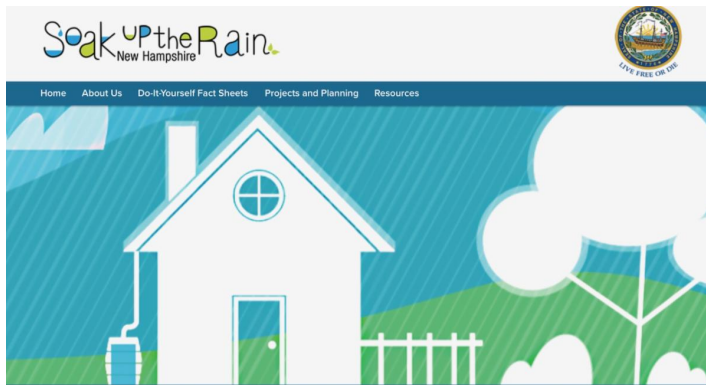 Soak UP the Rain
New Hampshire
LIVE FREE OR DIE
Home About Us Do-It-Yourself Fact Sheets Projects and Planning Resources